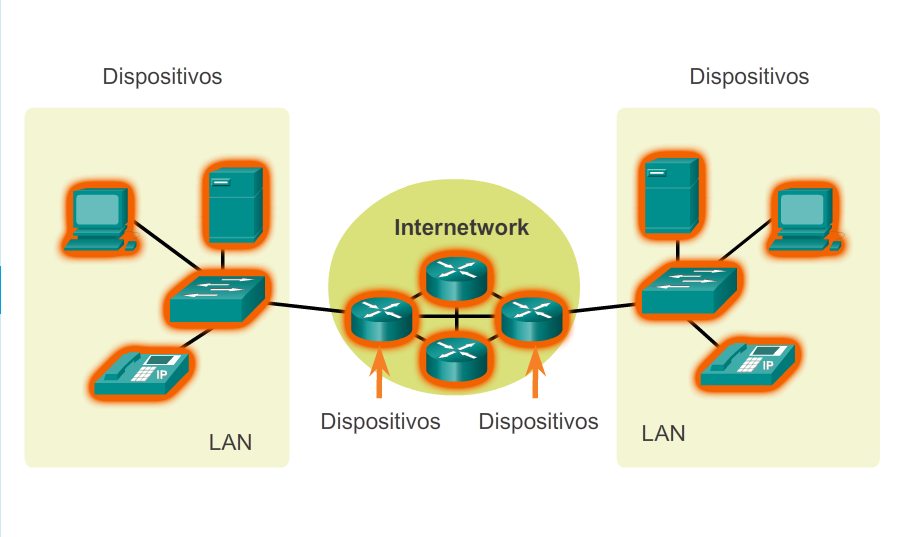 Dispositivos
Dispositivos
Internetwork
IP
IP
Dispositivos
Dispositivos
LAN
LAN